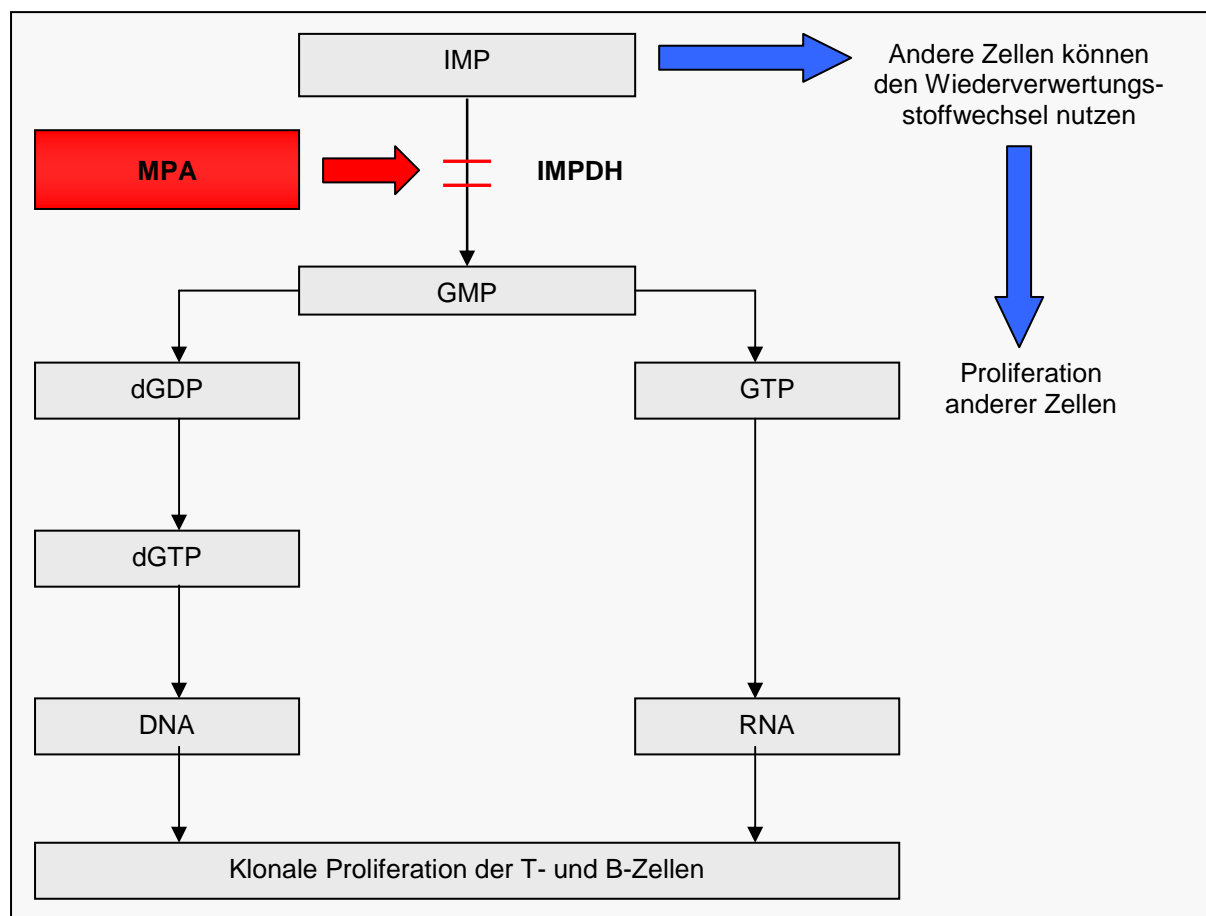 IMP
Andere Zellen können
den Wiederverwertungs-
stoffwechsel nutzen
MPA
IMPDH
GMP
dGDP
GTP
Proliferation
anderer Zellen
dGTP
DNA
RNA
Klonale Proliferation der T- und B-Zellen